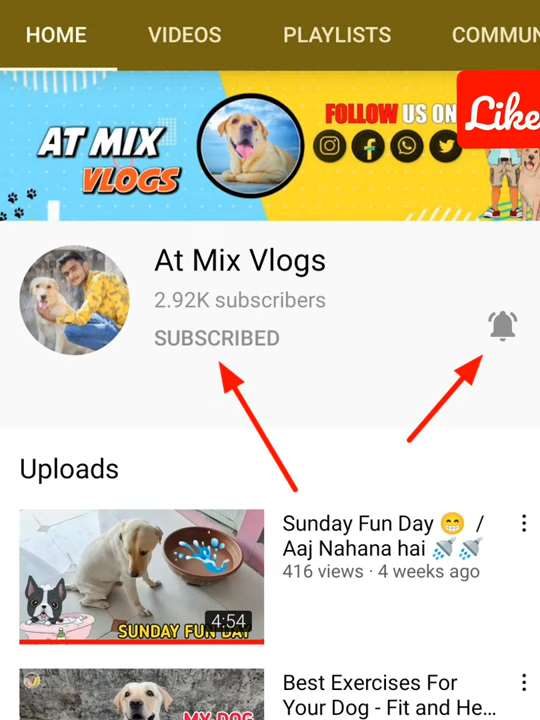 HOME VIDEOS PLAYLISTS COMMUN
AT MIX
VLOGS
FOLLOW US ON
Like
At Mix Vlogs
2.92K subscribers
SUBSCRIBED
Uploads
Sunday Fun Day 😁 /
Aaj Nahana hai 🚿🚿
416 views · 4 weeks ago
4:54
SUNDAY FUN DAY
Best Exercises For
Your Dog - Fit and He...
MY DOG